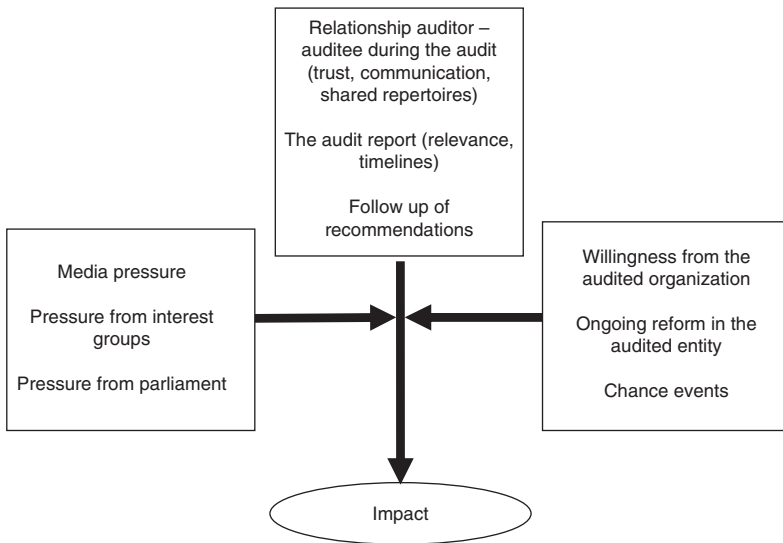 Relationship auditor –
auditee during the audit
(trust, communication,
shared repertoires)
The audit report (relevance,
timelines)
Follow up of
recommendations
Media pressure
Pressure from interest
groups
Pressure from parliament
Willingness from the
audited organization
Ongoing reform in the
audited entity
Chance events
Impact